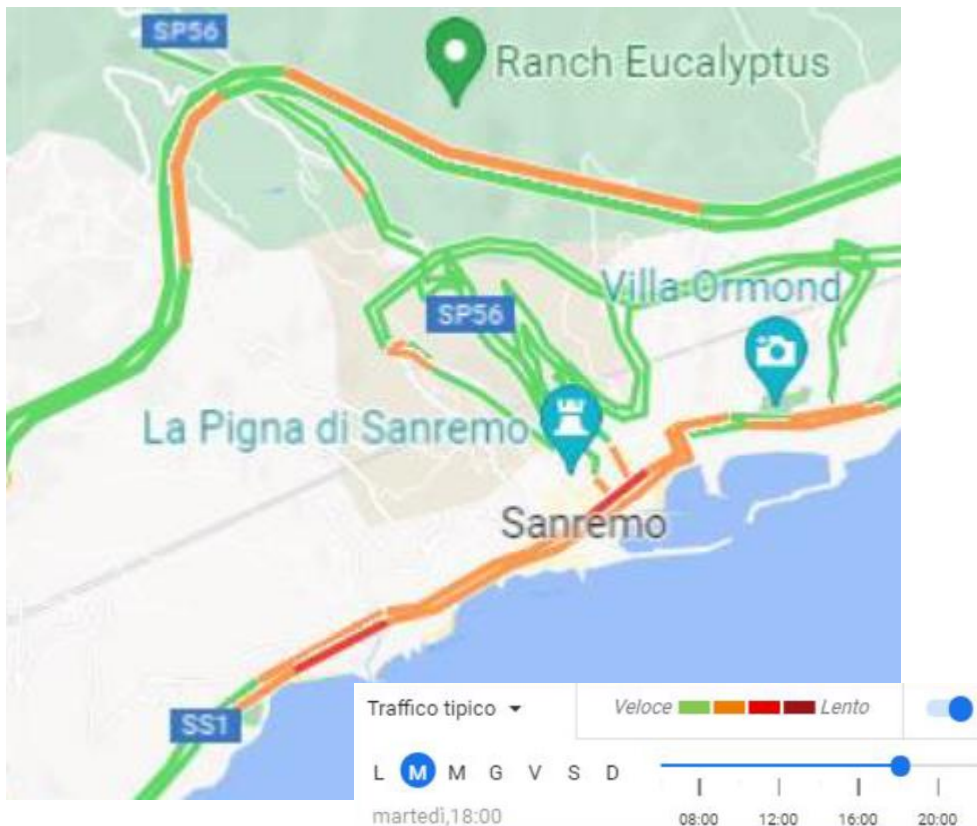 SP56
Ranch Eucalyptus
Villa Ormond
SP56
La Pigna di Sanremo
Sanremo
SS1
Traffico tipico
Veloce Lento
L M M G V S D
martedì,18:00
08:00 12:00 16:00 20:00